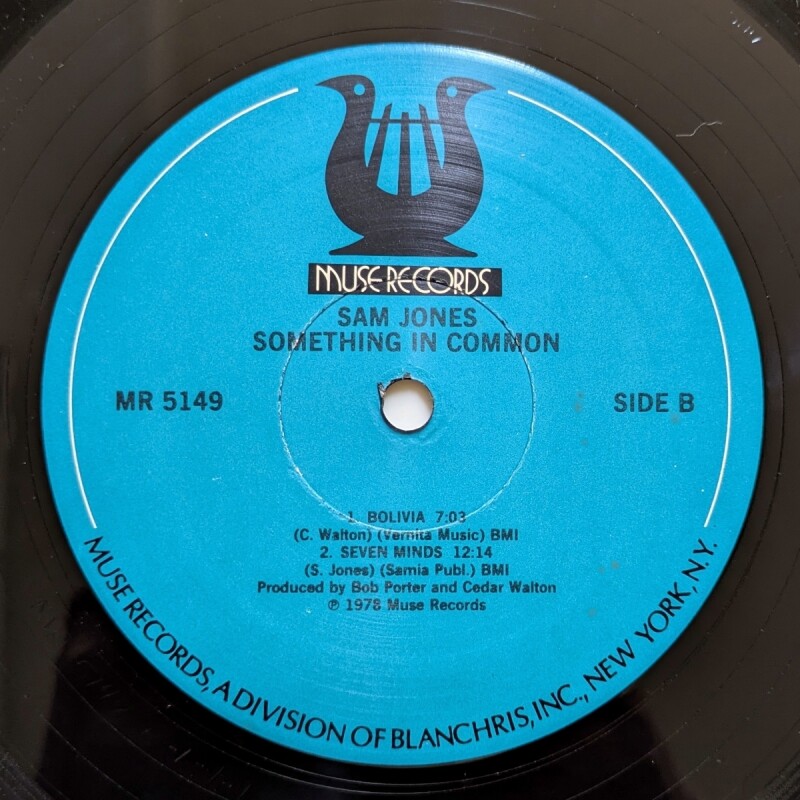 MUSE RECORDS
SAM JONES
SOMETHING IN COMMON
MR 5149
SIDE B
1. BOLIVIA 7:03
(C. Walton) (Vernita Music) BMI
2. SEVEN MINDS 12:14
(S. Jones) (Samia Publ.) BMI
Produced by Bob Porter and Cedar Walton
℗ 1978 Muse Records
MUSE RECORDS, A DIVISION OF BLANCHRIS, INC., NEW YORK, N.Y.